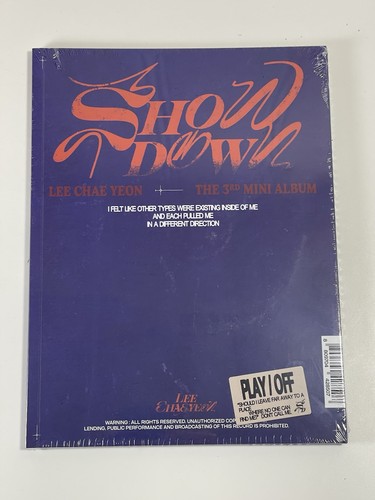 SHOW
DOWN
LEE CHAE YEON THE 3RD MINI ALBUM
I FELT LIKE OTHER TYPES WERE EXISTING INSIDE OF ME
AND EACH PULLED ME
IN A DIFFERENT DIRECTION
PLAY / OFF
"SHOULD I LEAVE FAR AWAY TO A
PLACE
WHERE NO ONE CAN
FIND ME?" DON'T CALL ME.
LEE
CHAEYEON
WARNING : ALL RIGHTS RESERVED. UNAUTHORIZED
LENDING, PUBLIC PERFORMANCE AND BROADCASTING OF THIS RECORD IS PROHIBITED.